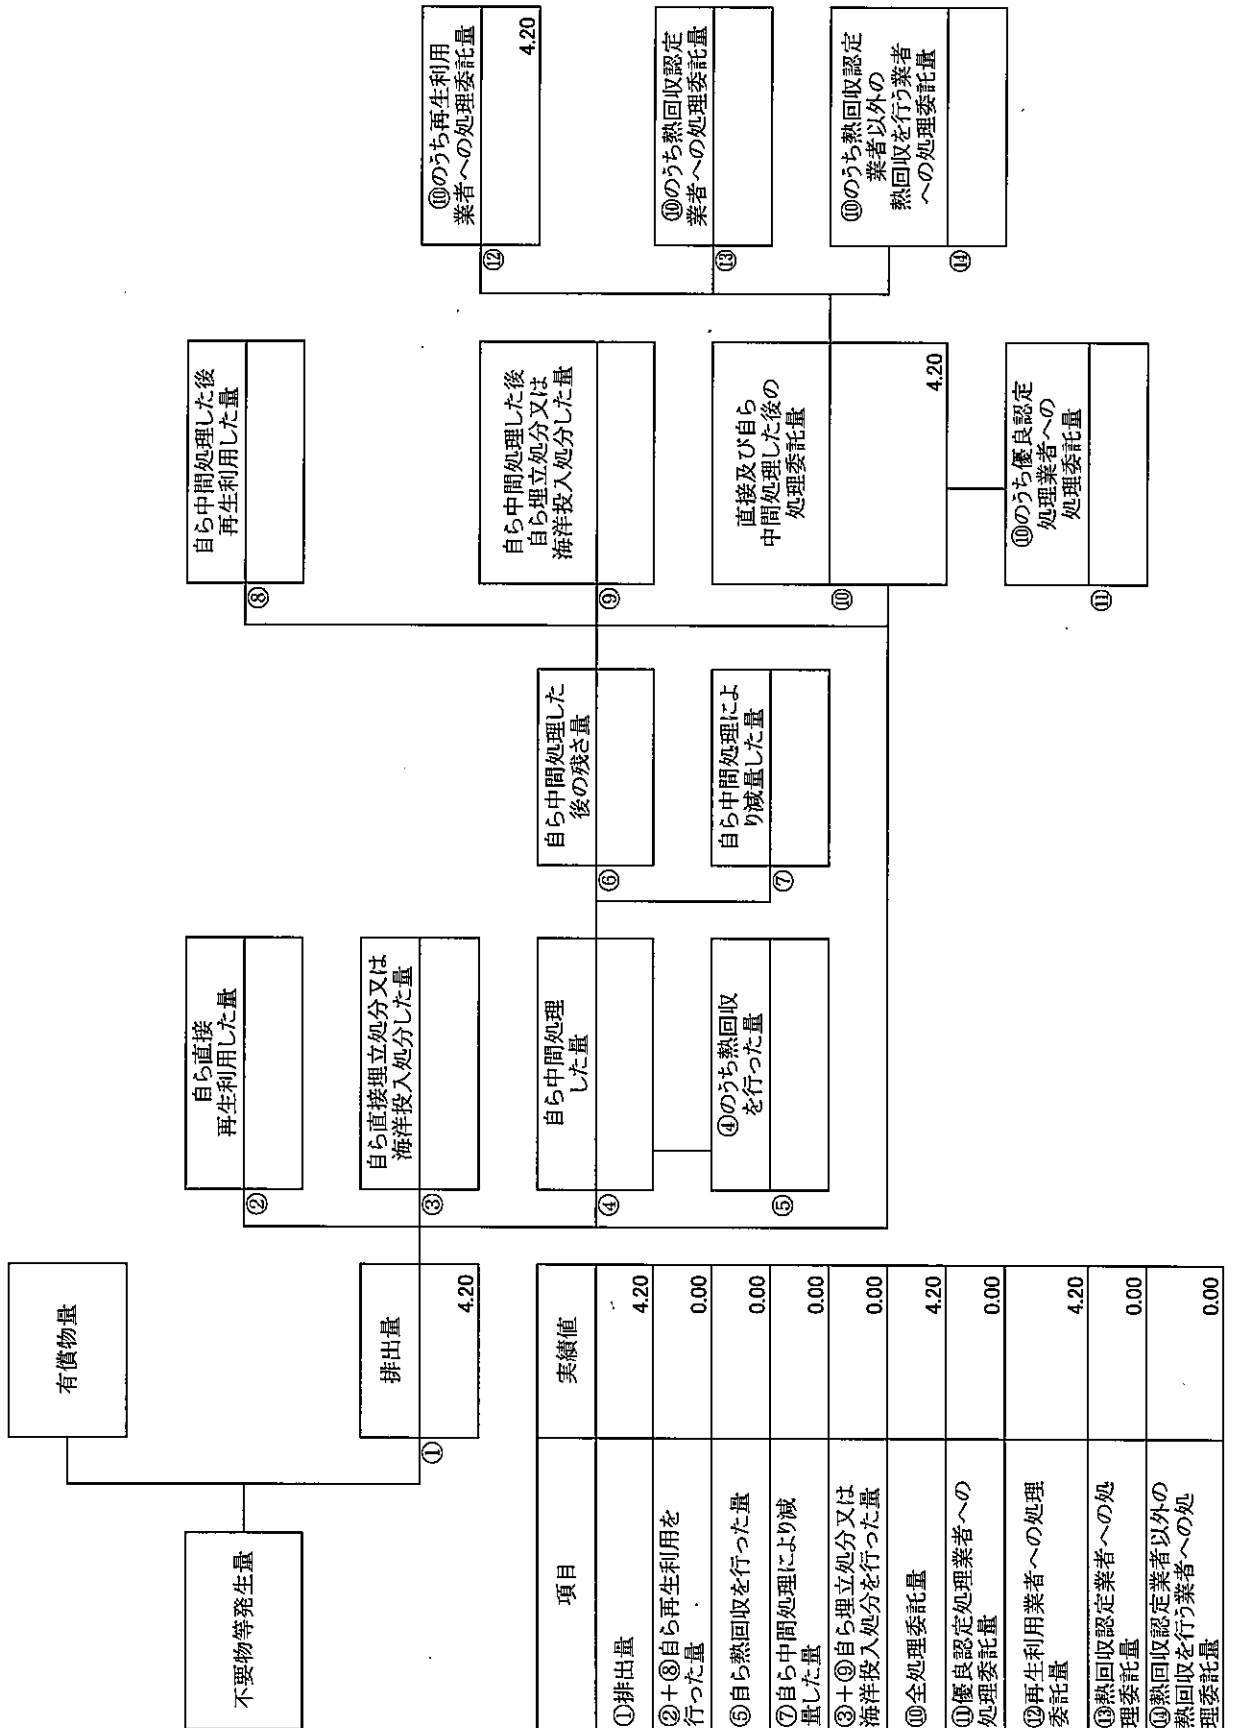 有償物量
不要物等発生量
排出量
①
4.20
自ら直接
再生利用した量
②
自ら直接埋立処分又は
海洋投入処分した量
③
自ら中間処理
した量
④
④のうち熱回収
を行った量
⑤
自ら中間処理した
後の残さ量
⑥
自ら中間処理によ
り減量した量
⑦
自ら中間処理した後
再生利用した量
⑧
自ら中間処理した後
自ら埋立処分又は
海洋投入処分した量
⑨
直接及び自ら
中間処理した後の
処理委託量
⑩
4.20
⑩のうち優良認定
処理業者への
処理委託量
⑪
⑩のうち再生利用
業者への処理委託量
⑫
4.20
⑩のうち熱回収認定
業者への処理委託量
⑬
⑩のうち熱回収認定
業者以外の
熱回収を行う業者
への処理委託量
⑭
項目 実績値
①排出量 4.20
②+⑧自ら再生利用を
行った量 0.00
⑤自ら熱回収を行った量 0.00
⑦自ら中間処理により減
量した量 0.00
③+⑨自ら埋立処分又は
海洋投入処分を行った量 0.00
⑩全処理委託量 4.20
⑪優良認定処理業者への
処理委託量 0.00
⑫再生利用業者への処理
委託量 4.20
⑬熱回収認定業者への処
理委託量 0.00
⑭熱回収認定業者以外の
熱回収を行う業者への処
理委託量 0.00